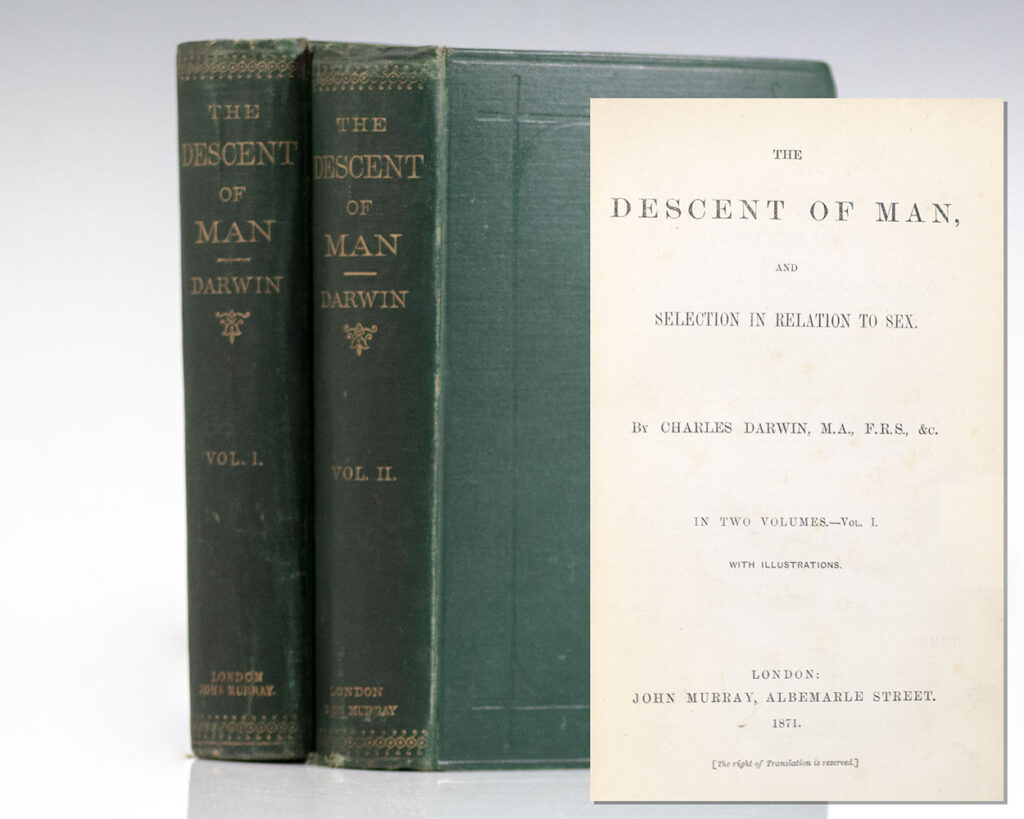 THE
DESCENT
OF
MAN
DARWIN
VOL. I.
LONDON
JOHN MURRAY.
THE
DESCENT
OF
MAN
DARWIN
VOL. II.
LONDON
JOHN MURRAY
THE
DESCENT OF MAN,
AND
SELECTION IN RELATION TO SEX.
BY CHARLES DARWIN, M.A., F.R.S., &c.
IN TWO VOLUMES.—VOL. I.
WITH ILLUSTRATIONS.
LONDON:
JOHN MURRAY, ALBEMARLE STREET.
1871.
[The right of Translation is reserved.]